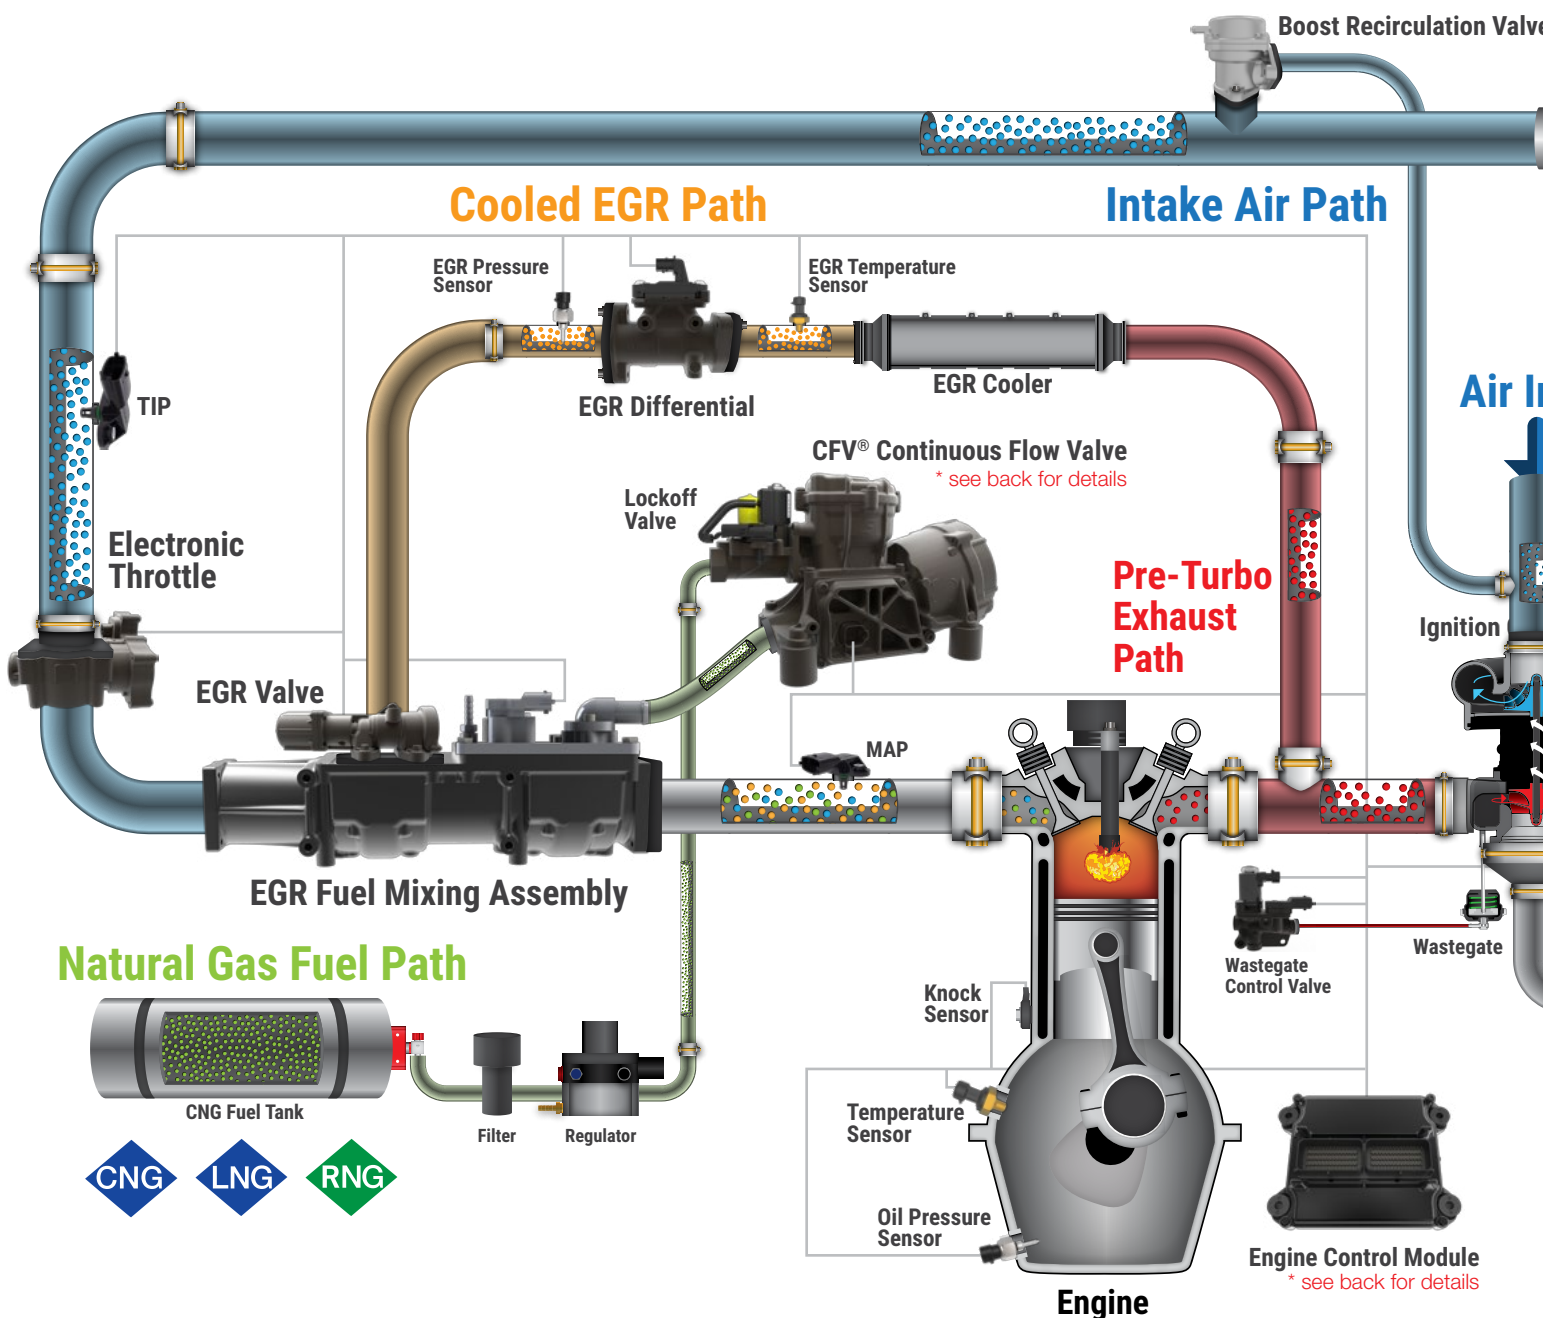 Boost Recirculation Valve
Cooled EGR Path
Intake Air Path
EGR Pressure
Sensor
EGR Temperature
Sensor
EGR Cooler
Air In
TIP
EGR Differential
CFV® Continuous Flow Valve
* see back for details
Lockoff
Valve
Electronic
Throttle
Pre-Turbo
Exhaust
Path
Ignition
EGR Valve
MAP
EGR Fuel Mixing Assembly
Natural Gas Fuel Path
Wastegate
Wastegate
Control Valve
Knock
Sensor
CNG Fuel Tank
Filter
Regulator
Temperature
Sensor
CNG
LNG
RNG
Oil Pressure
Sensor
Engine Control Module
* see back for details
Engine